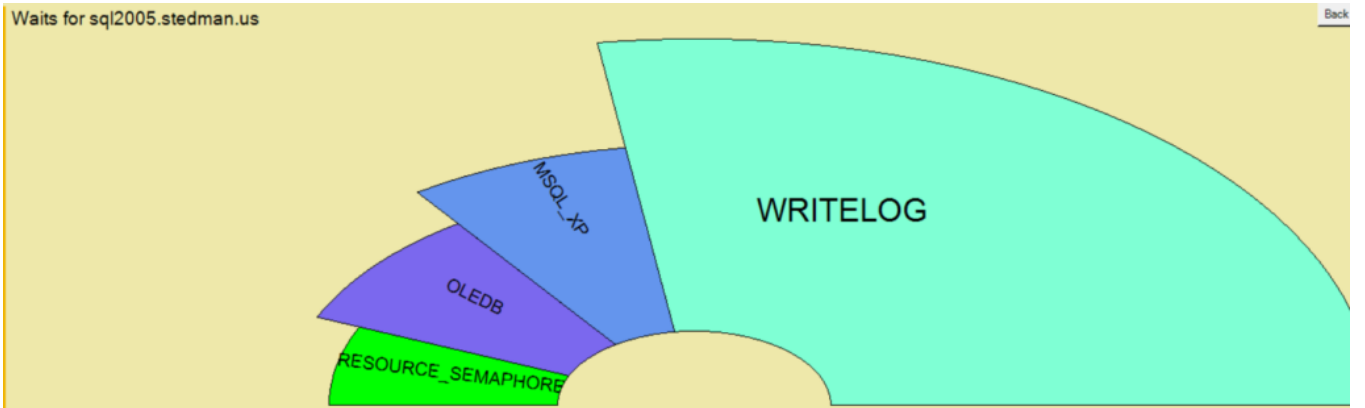 Waits for sql2005.stedman.us
Back
WRITELOG
MSQL_XP
OLEDB
RESOURCE_SEMAPHORE